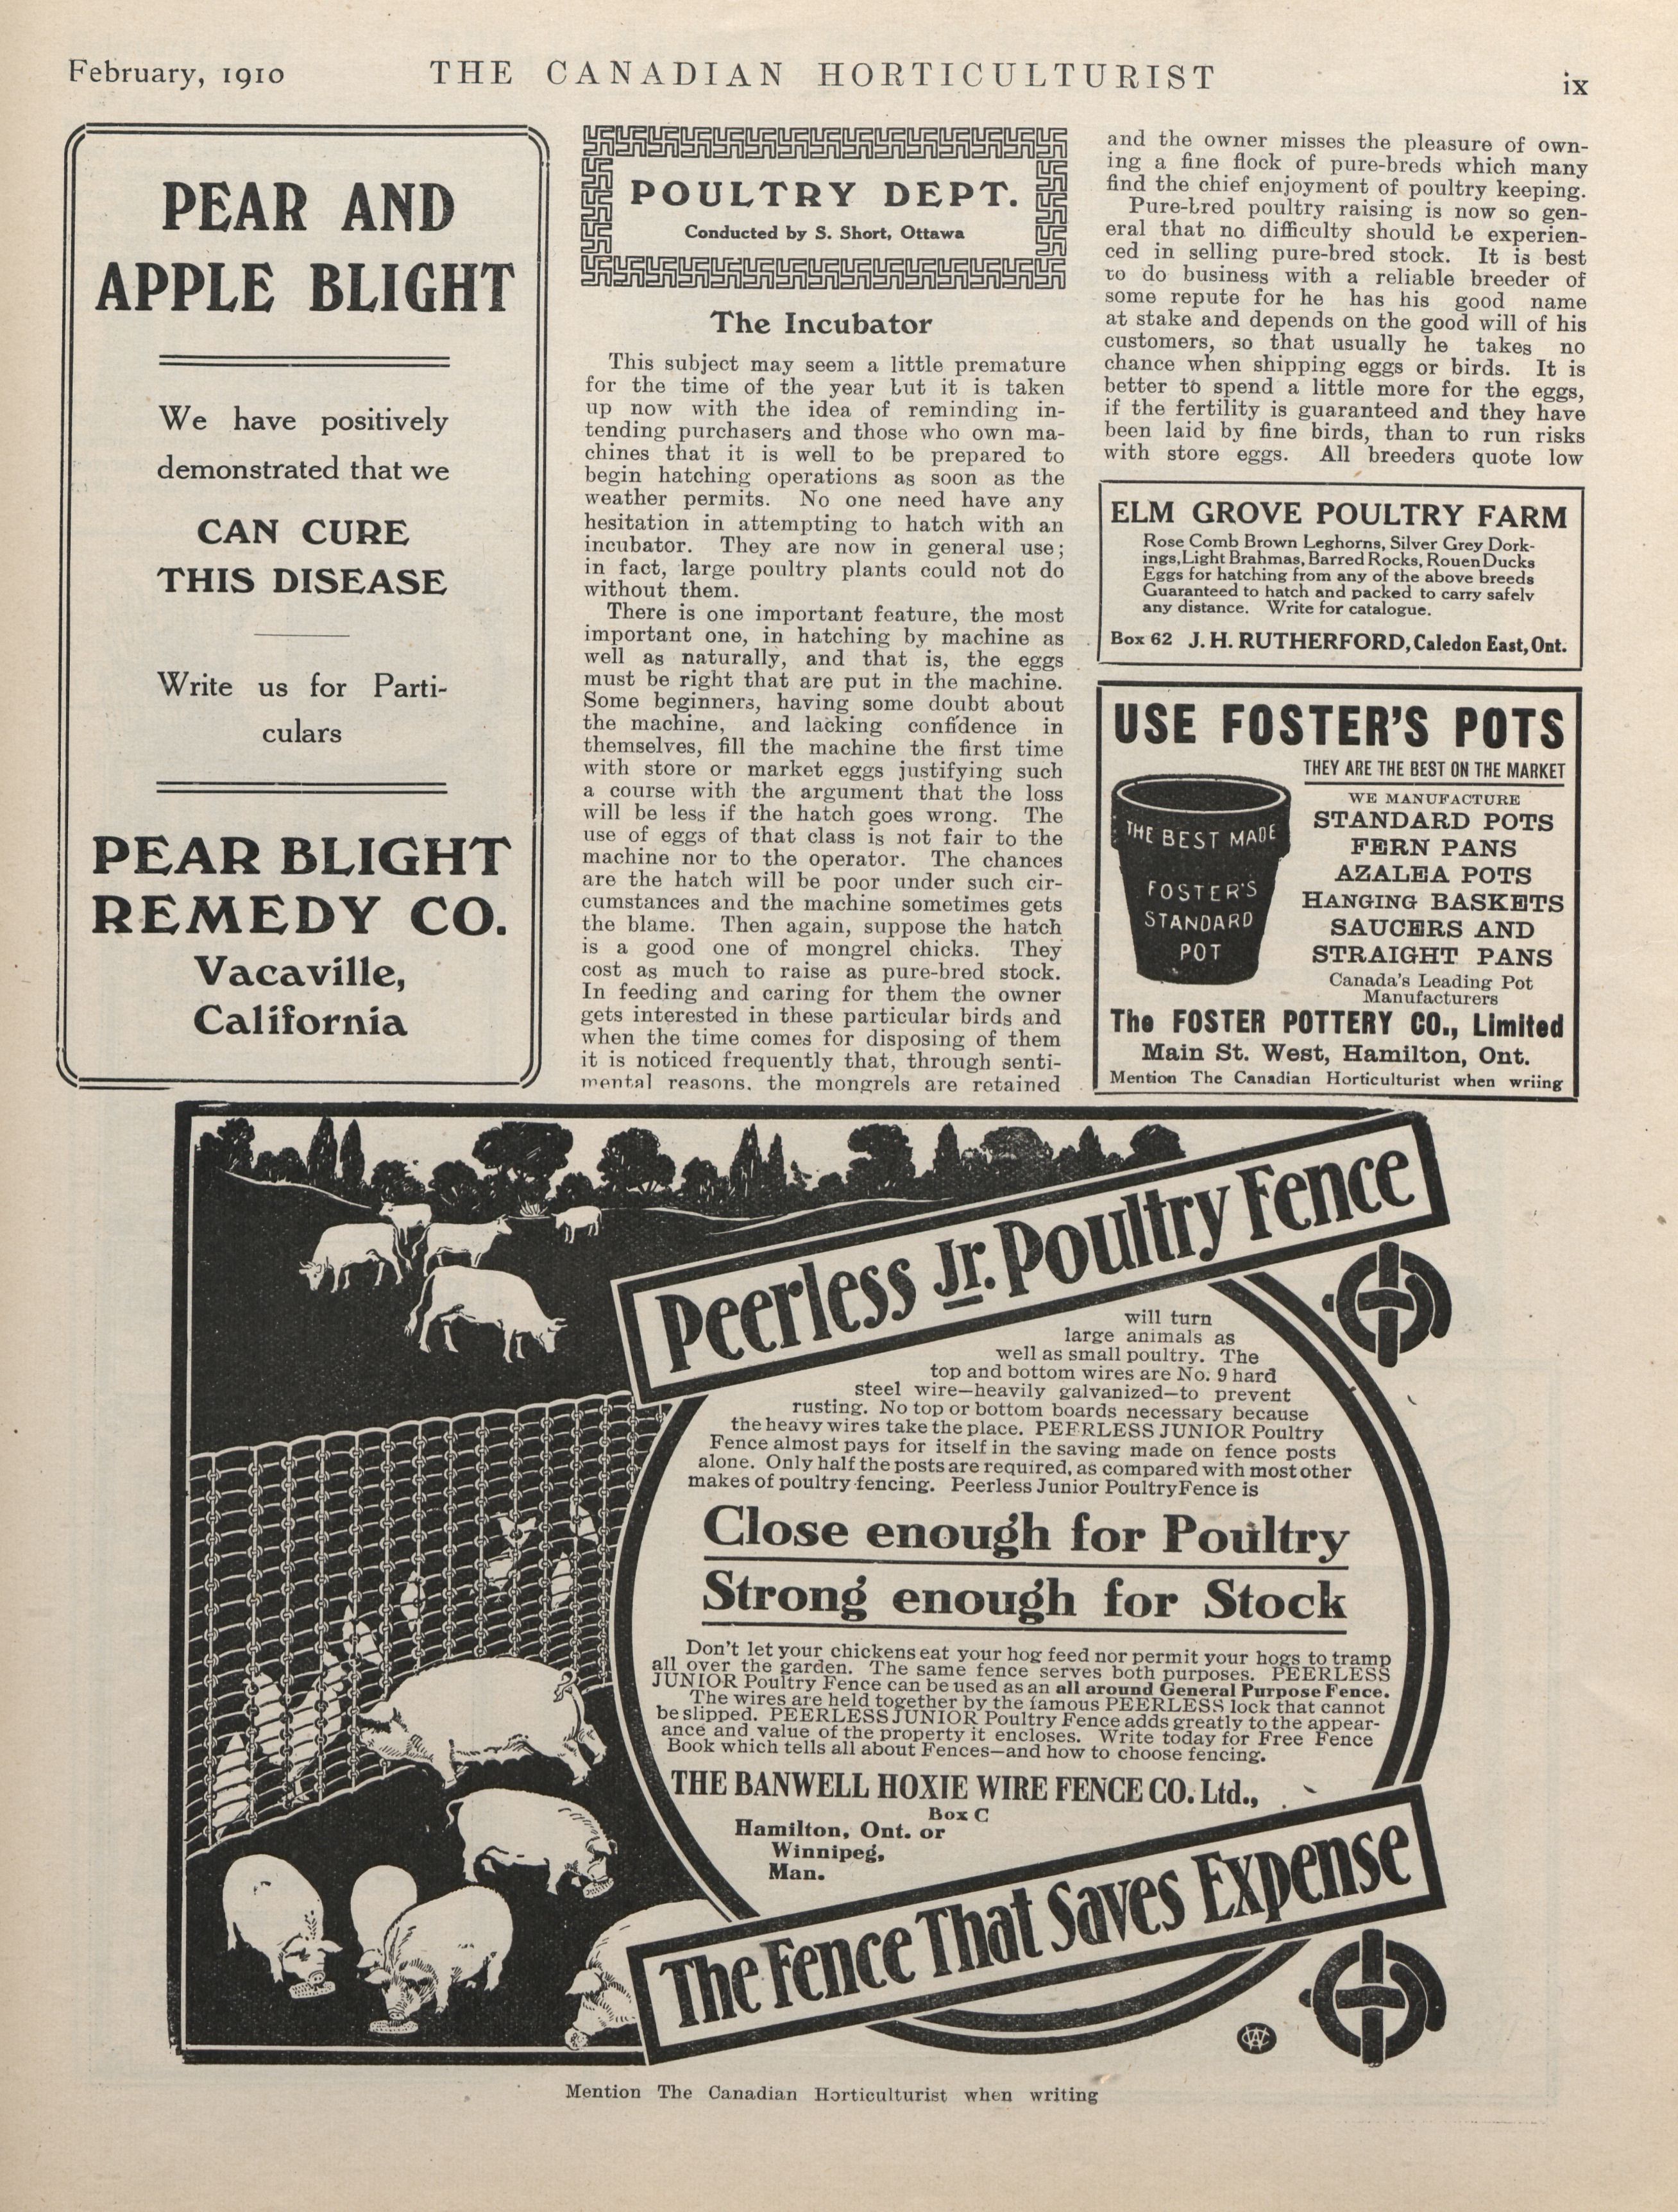 February, 1910
THE CANADIAN HORTICULTURIST
ix
PEAR AND
APPLE BLIGHT
We have positively
demonstrated that we
CAN CURE
THIS DISEASE
Write us for Parti-
culars
PEAR BLIGHT
REMEDY CO.
Vacaville,
California
POULTRY DEPT.
Conducted by S. Short, Ottawa
The Incubator
This subject may seem a little premature
for the time of the year but it is taken
up now with the idea of reminding in-
tending purchasers and those who own ma-
chines that it is well to be prepared to
begin hatching operations as soon as the
weather permits. No one need have any
hesitation in attempting to hatch with an
incubator. They are now in general use;
in fact, large poultry plants could not do
without them.
There is one important feature, the most
important one, in hatching by machine as
well as naturally, and that is, the eggs
must be right that are put in the machine.
Some beginners, having some doubt about
the machine, and lacking confidence in
themselves, fill the machine the first time
with store or market eggs justifying such
a course with the argument that the loss
will be less if the hatch goes wrong. The
use of eggs of that class is not fair to the
machine nor to the operator. The chances
are the hatch will be poor under such cir-
cumstances and the machine sometimes gets
the blame. Then again, suppose the hatch
is a good one of mongrel chicks. They
cost as much to raise as pure-bred stock.
In feeding and caring for them the owner
gets interested in these particular birds and
when the time comes for disposing of them
it is noticed frequently that, through senti-
mental reasons, the mongrels are retained
and the owner misses the pleasure of own-
ing a fine flock of pure-breds which many
find the chief enjoyment of poultry keeping.
Pure-bred poultry raising is now so gen-
eral that no difficulty should be experien-
ced in selling pure-bred stock. It is best
to do business with a reliable breeder of
some repute for he has his good name
at stake and depends on the good will of his
customers, so that usually he takes no
chance when shipping eggs or birds. It is
better to spend a little more for the eggs,
if the fertility is guaranteed and they have
been laid by fine birds, than to run risks
with store eggs. All breeders quote low
ELM GROVE POULTRY FARM
Rose Comb Brown Leghorns, Silver Grey Dork-
ings, Light Brahmas, Barred Rocks, Rouen Ducks
Eggs for hatching from any of the above breeds
Guaranteed to hatch and packed to carry safely
any distance. Write for catalogue.
Box 62 J. H. RUTHERFORD, Caledon East, Ont.
USE FOSTER'S POTS
THEY ARE THE BEST ON THE MARKET
THE BEST MADE
FOSTER'S
STANDARD
POT
WE MANUFACTURE
STANDARD POTS
FERN PANS
AZALEA POTS
HANGING BASKETS
SAUCERS AND
STRAIGHT PANS
Canada's Leading Pot
Manufacturers
The FOSTER POTTERY CO., Limited
Main St. West, Hamilton, Ont.
Mention The Canadian Horticulturist when wriing
Peerless Jr. Poultry Fence
will turn
large animals as
well as small poultry. The
top and bottom wires are No. 9 hard
steel wire—heavily galvanized—to prevent
rusting. No top or bottom boards necessary because
the heavy wires take the place. PEERLESS JUNIOR Poultry
Fence almost pays for itself in the saving made on fence posts
alone. Only half the posts are required, as compared with most other
makes of poultry fencing. Peerless Junior Poultry Fence is
Close enough for Poultry
Strong enough for Stock
Don't let your chickens eat your hog feed nor permit your hogs to tramp
all over the garden. The same fence serves both purposes. PEERLESS
JUNIOR Poultry Fence can be used as an all around General Purpose Fence.
The wires are held together by the famous PEERLESS lock that cannot
be slipped. PEERLESS JUNIOR Poultry Fence adds greatly to the appear-
ance and value of the property it encloses. Write today for Free Fence
Book which tells all about Fences—and how to choose fencing.
THE BANWELL HOXIE WIRE FENCE CO. Ltd.,
Box C
Hamilton, Ont. or
Winnipeg,
Man.
The Fence That Saves Expense
Mention The Canadian Horticulturist when writing